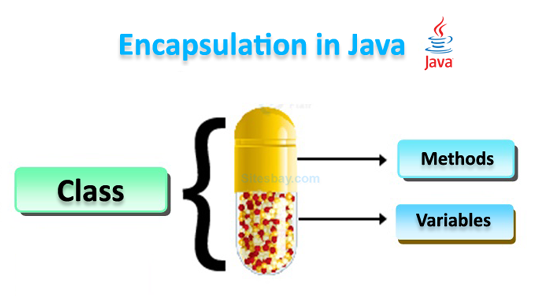 Encapsulation in Java
Java
Class
Methods
Variables